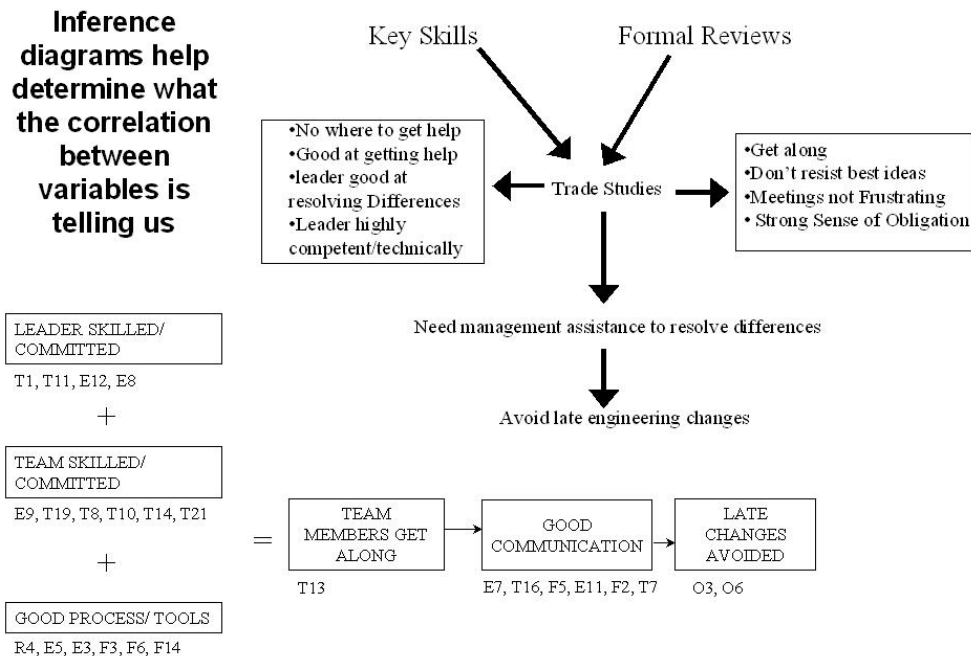 Inference
diagrams help
determine what
the correlation
between
variables is
telling us
Key Skills
Formal Reviews
•No where to get help
•Good at getting help
•leader good at
resolving Differences
•Leader highly
competent/technically
Trade Studies
•Get along
•Don't resist best ideas
•Meetings not Frustrating
• Strong Sense of Obligation
Need management assistance to resolve differences
Avoid late engineering changes
LEADER SKILLED/
COMMITTED
T1, T11, E12, E8
+
TEAM SKILLED/
COMMITTED
E9, T19, T8, T10, T14, T21
+
GOOD PROCESS/ TOOLS
R4, E5, E3, F3, F6, F14
=
TEAM
MEMBERS GET
ALONG
T13
GOOD
COMMUNICATION
E7, T16, F5, E11, F2, T7
LATE
CHANGES
AVOIDED
O3, O6